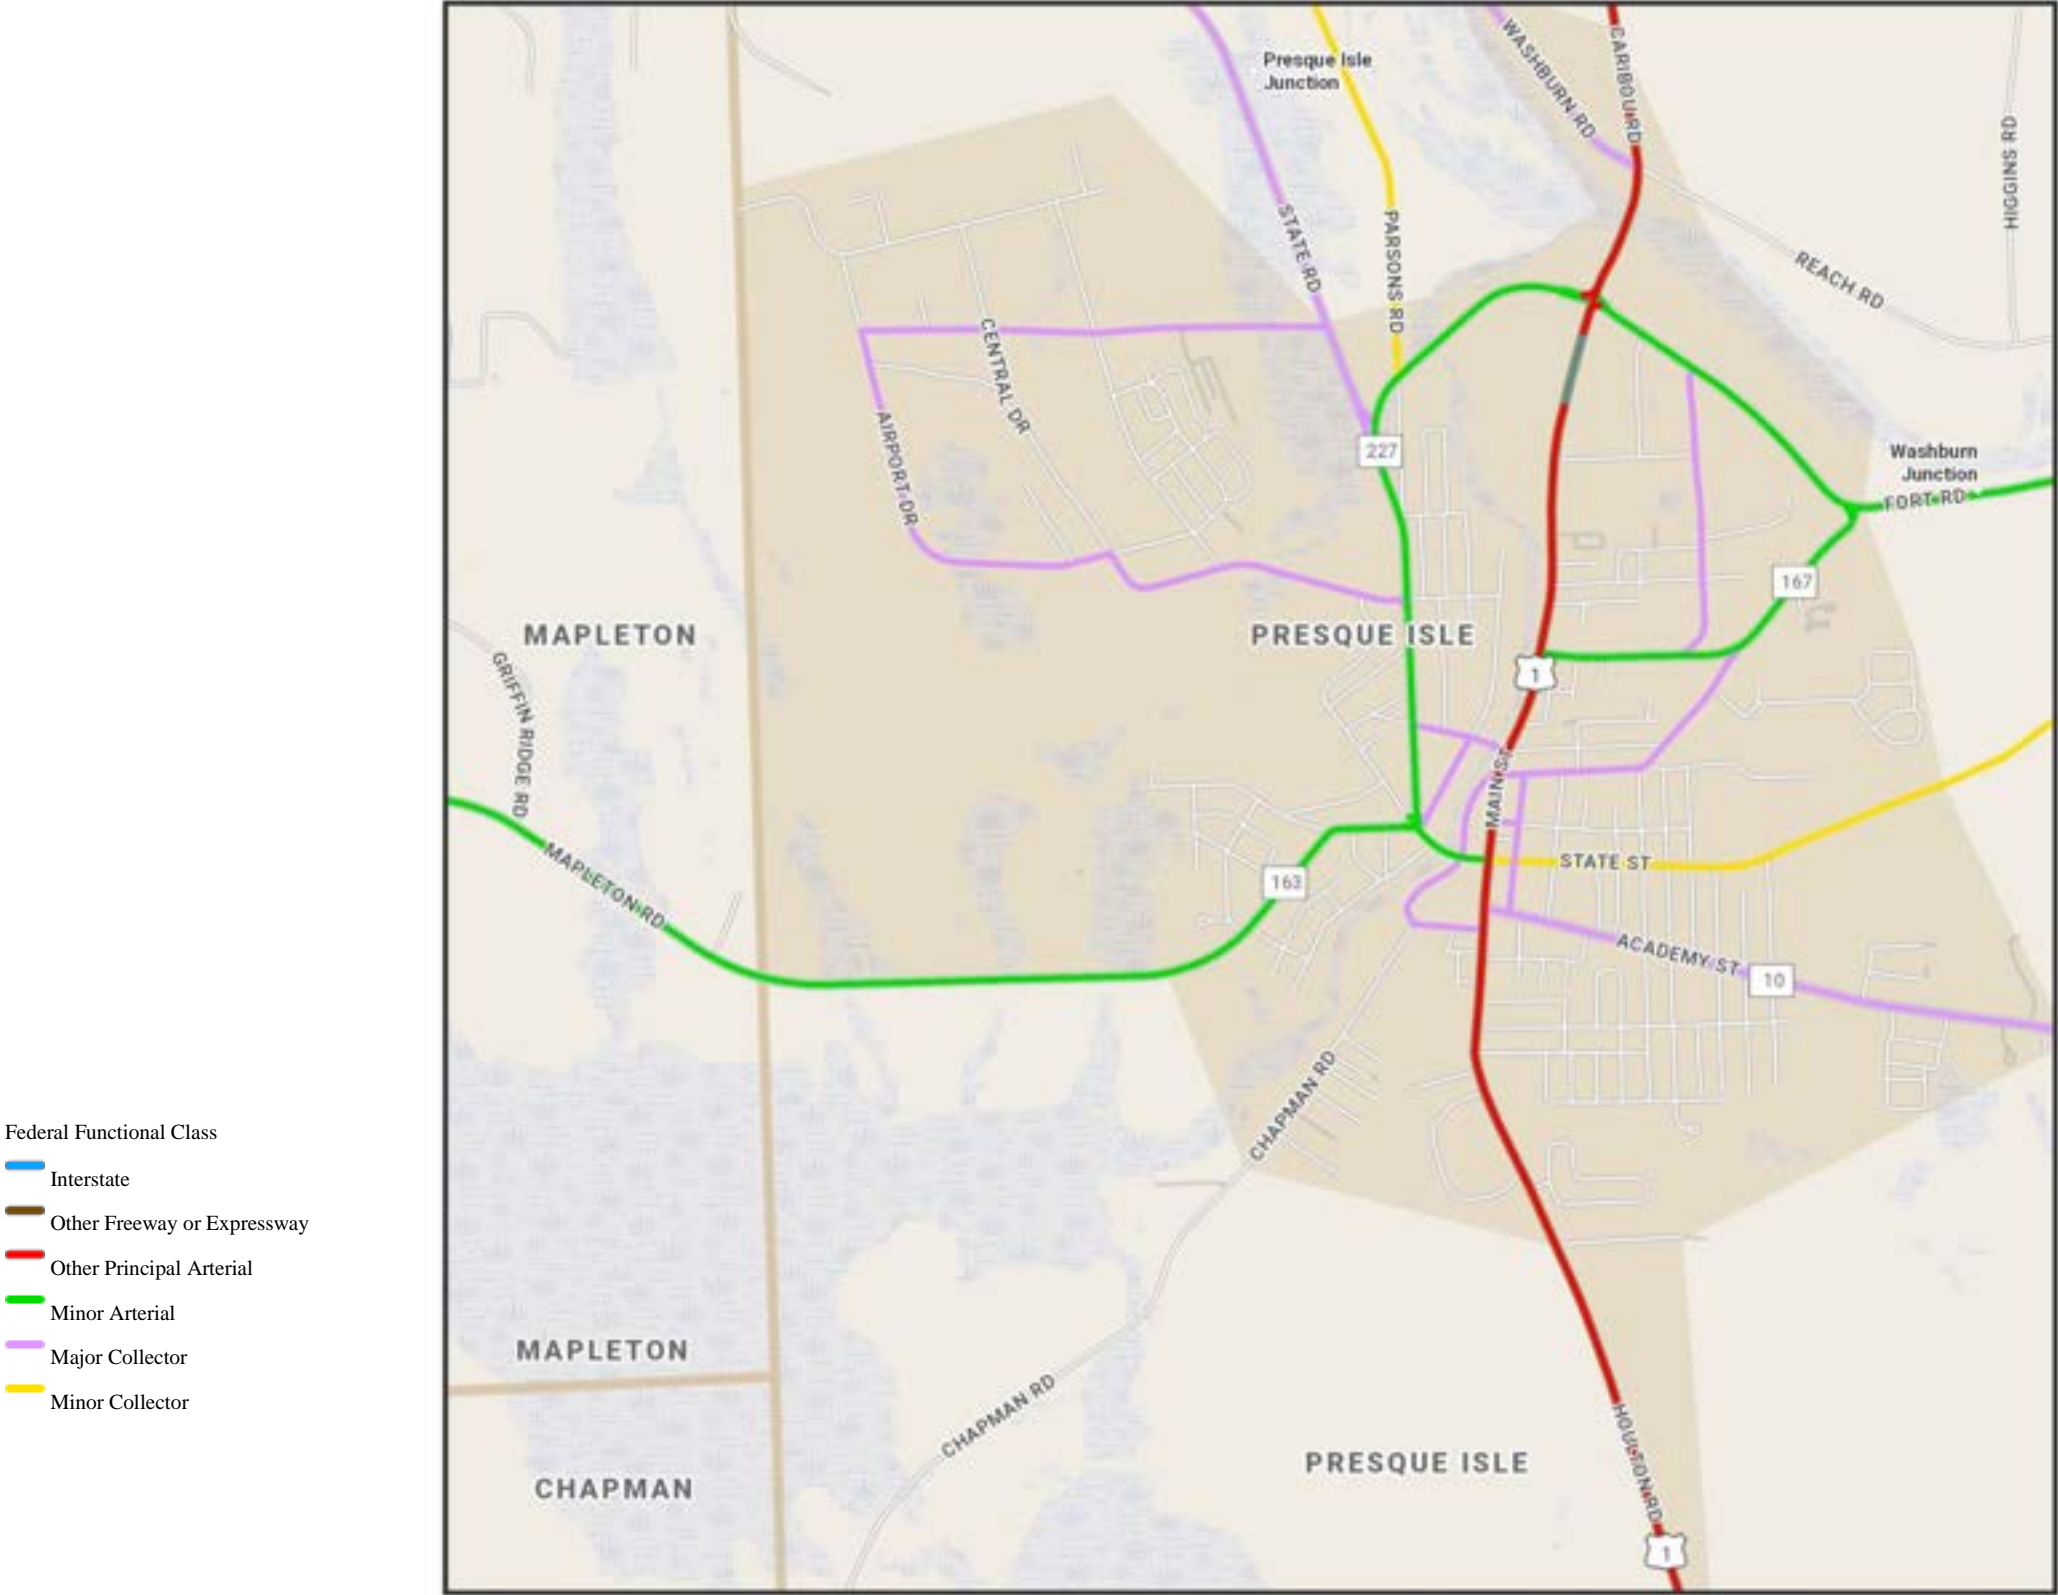 Federal Functional Class
Interstate
Other Freeway or Expressway
Other Principal Arterial
Minor Arterial
Major Collector
Minor Collector
Presque Isle
Junction
WASHBURN RD
CARIBOU RD
HIGGINS RD
STATE RD
PARSONS RD
REACH RD
CENTRAL DR
AIRPORT DR
227
Washburn
Junction
FORT RD
167
MAPLETON
PRESQUE ISLE
1
GRIFFIN RIDGE RD
MAIN ST
MAPLETON RD
163
STATE ST
ACADEMY ST
10
CHAPMAN RD
MAPLETON
CHAPMAN RD
PRESQUE ISLE
CHAPMAN
HOULTON RD
1